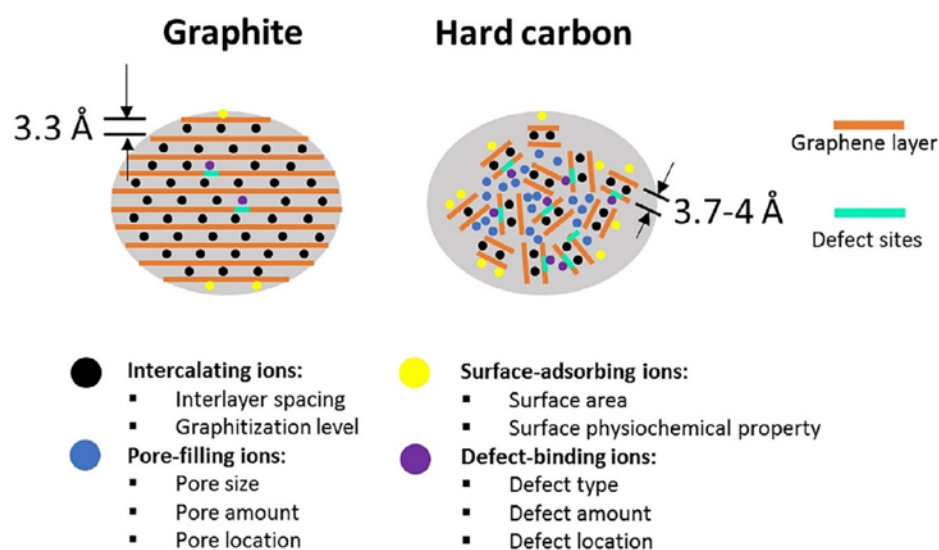 Graphite
Hard carbon
3.3 Å
3.7-4 Å
Graphene layer
Defect sites
Intercalating ions:
▪ Interlayer spacing
▪ Graphitization level
Pore-filling ions:
▪ Pore size
▪ Pore amount
▪ Pore location
Surface-adsorbing ions:
▪ Surface area
▪ Surface physiochemical property
Defect-binding ions:
▪ Defect type
▪ Defect amount
▪ Defect location